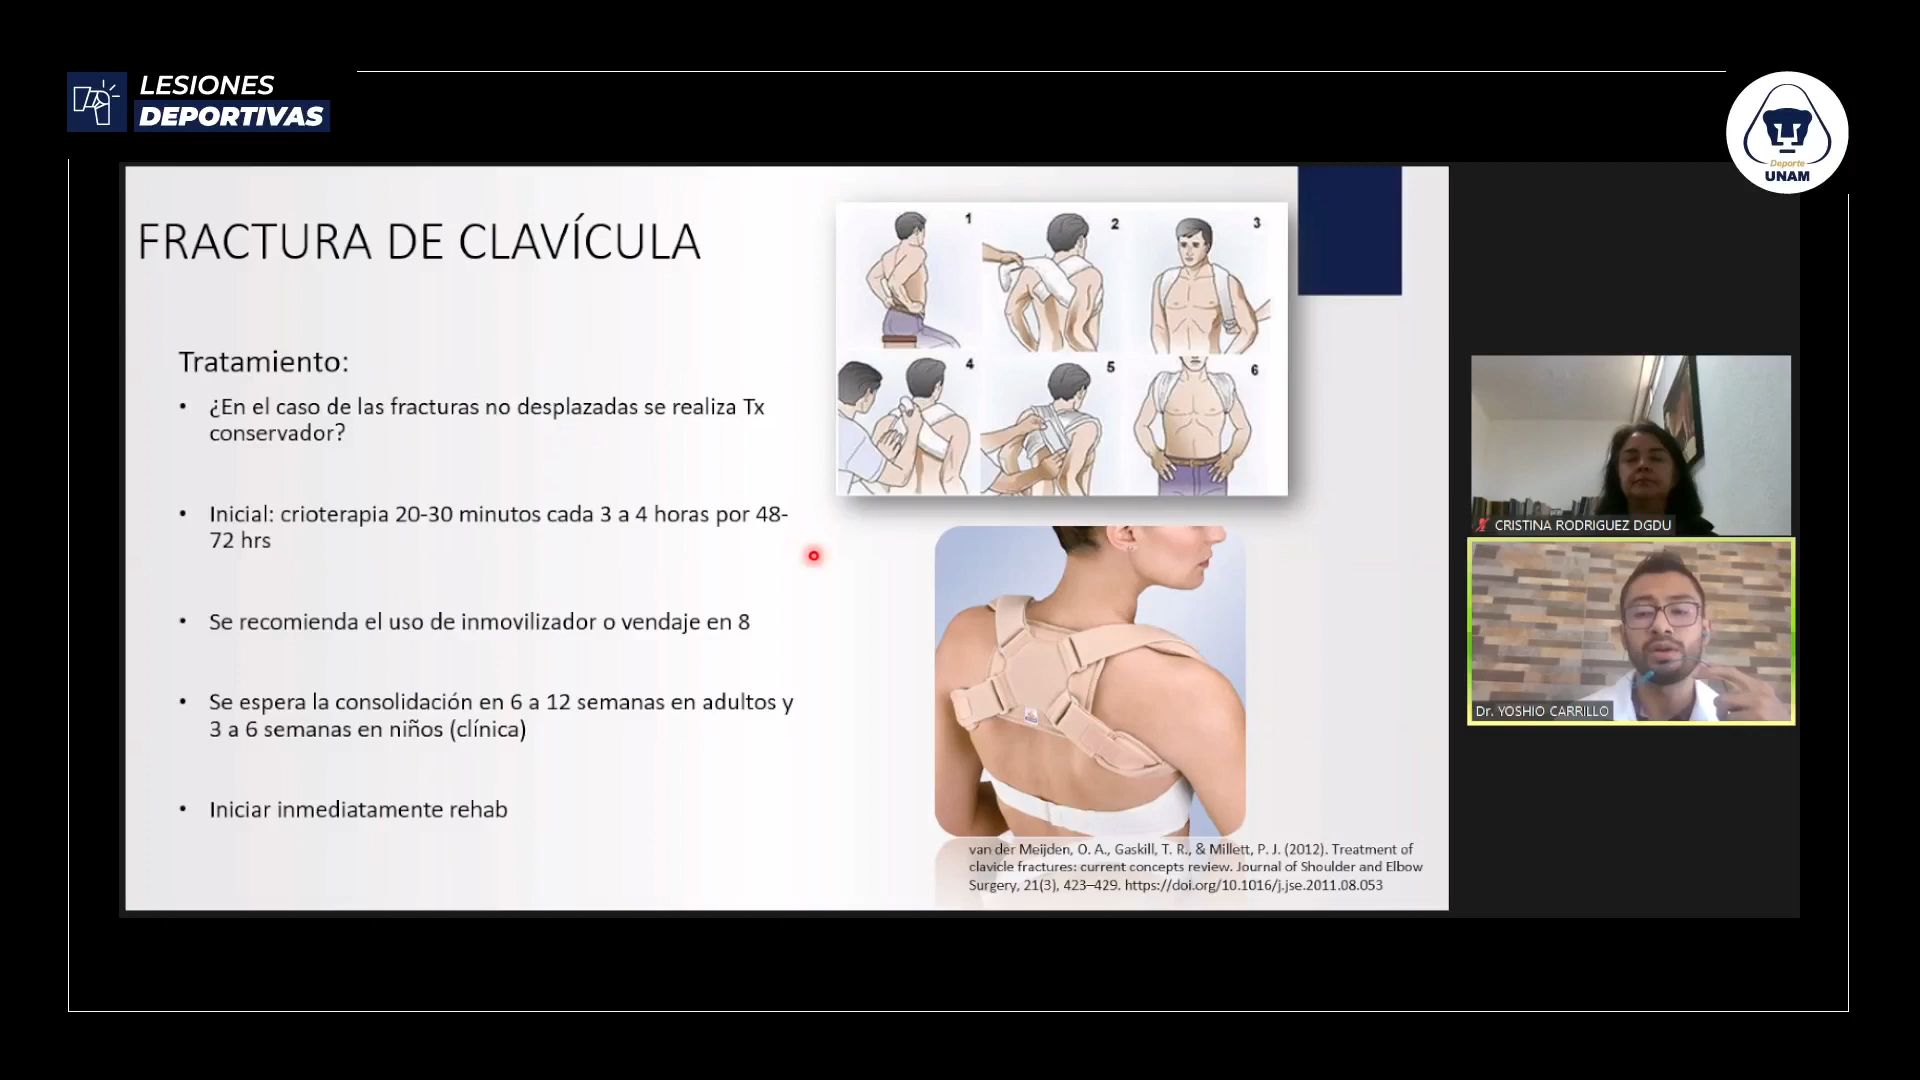 LESIONES
DEPORTIVAS
Deporte
UNAM
FRACTURA DE CLAVÍCULA
Tratamiento:
• ¿En el caso de las fracturas no desplazadas se realiza Tx
conservador?
• Inicial: crioterapia 20-30 minutos cada 3 a 4 horas por 48-
72 hrs
• Se recomienda el uso de inmovilizador o vendaje en 8
• Se espera la consolidación en 6 a 12 semanas en adultos y
3 a 6 semanas en niños (clínica)
• Iniciar inmediatamente rehab
1
2
3
4
5
6
van der Meijden, O. A., Gaskill, T. R., & Millett, P. J. (2012). Treatment of
clavicle fractures: current concepts review. Journal of Shoulder and Elbow
Surgery, 21(3), 423–429. https://doi.org/10.1016/j.jse.2011.08.053
CRISTINA RODRIGUEZ DGDU
Dr. YOSHIO CARRILLO